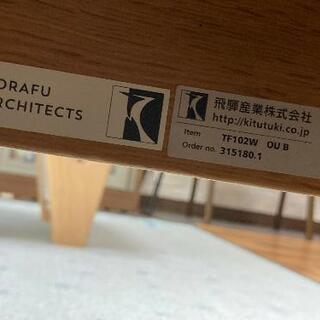 ORAFU
RCHITECTS
飛騨産業株式会社
http://kitutuki.co.jp
Item TF102W OU B
Order no. 315180.1